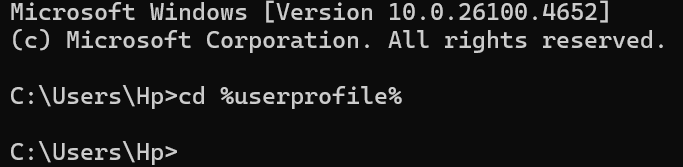 Microsoft Windows [Version 10.0.26100.4652]
(c) Microsoft Corporation. All rights reserved.
C:\Users\Hp>cd %userprofile%
C:\Users\Hp>